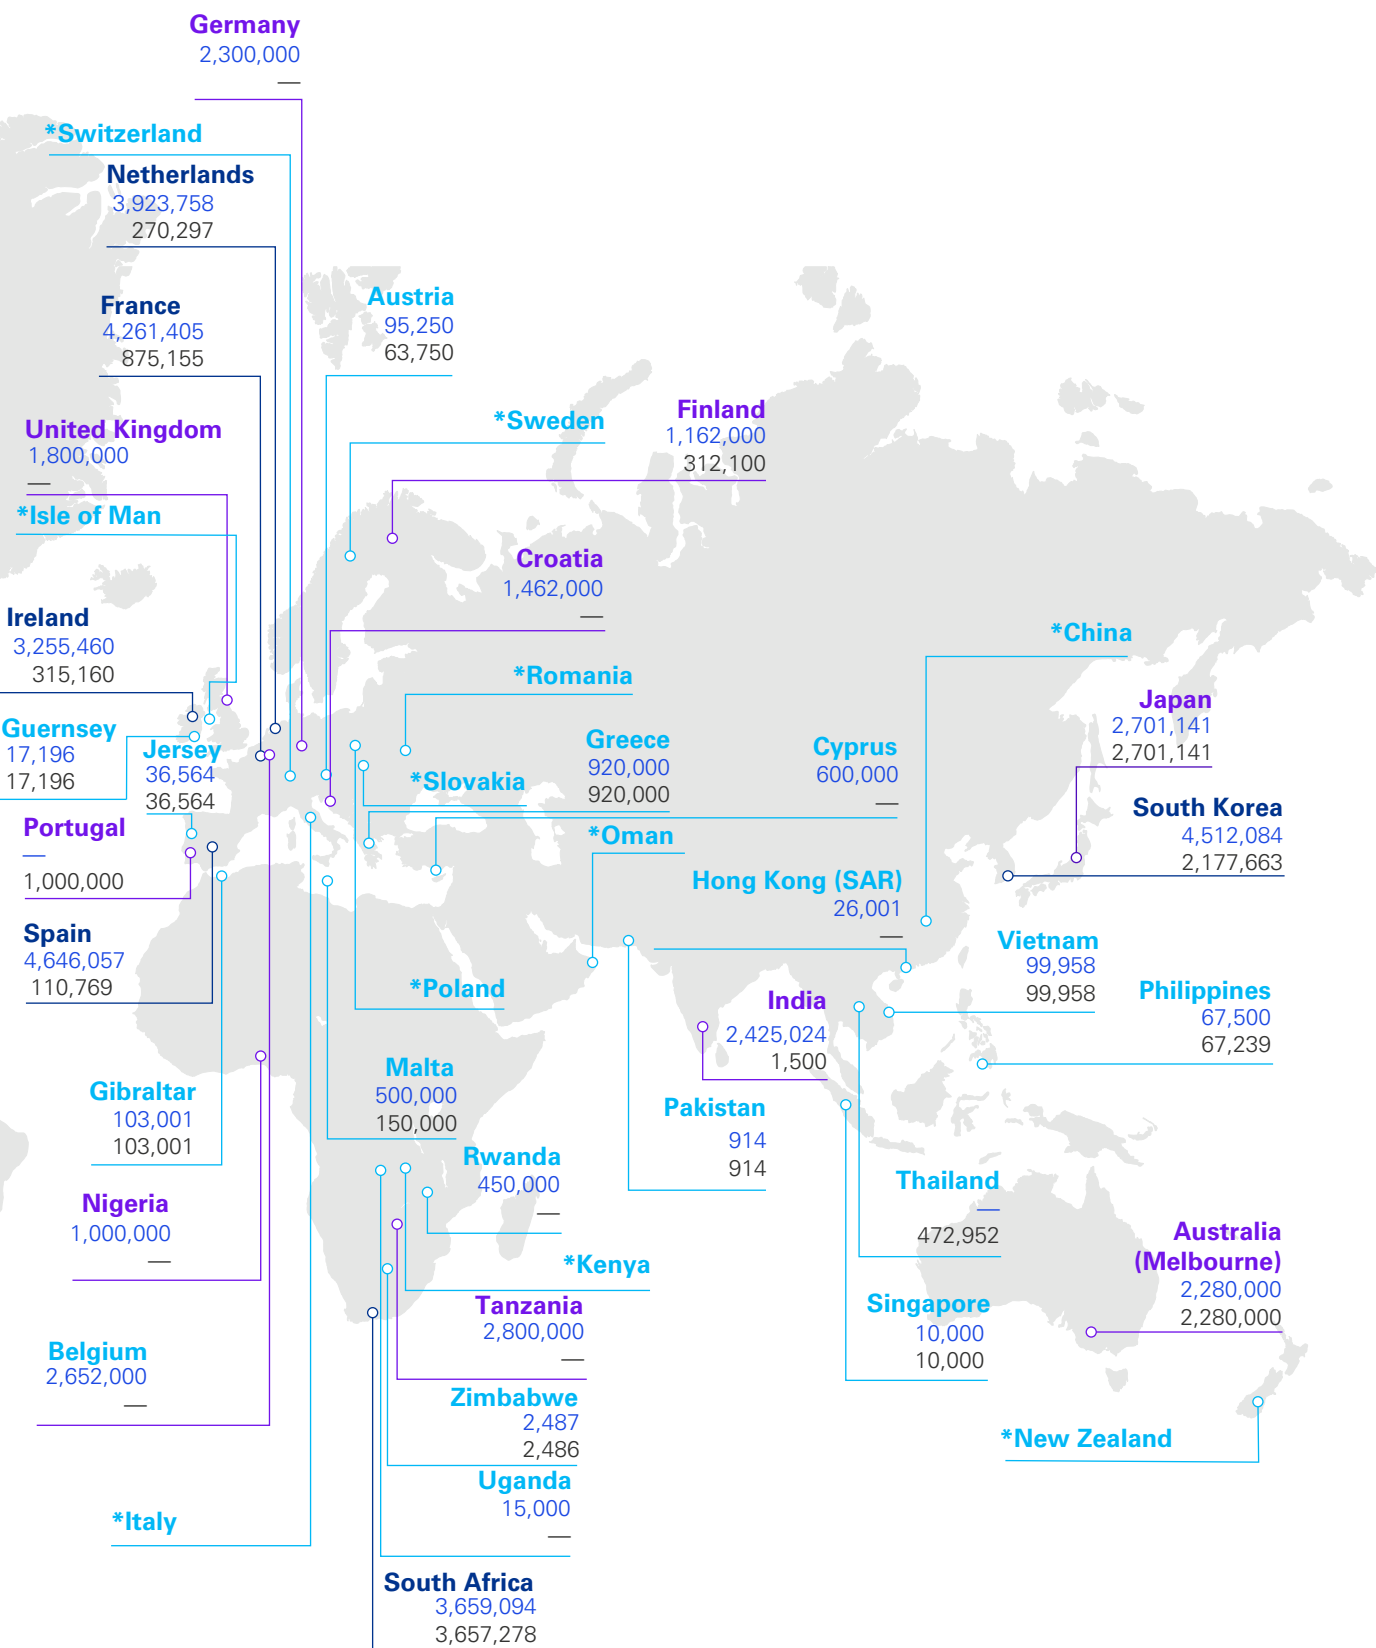 Germany
2,300,000
—
*Switzerland
Netherlands
3,923,758
270,297
France
4,261,405
875,155
Austria
95,250
63,750
United Kingdom
1,800,000
—
*Sweden
Finland
1,162,000
312,100
*Isle of Man
Croatia
1,462,000
—
Ireland
3,255,460
315,160
*China
*Romania
Guernsey
17,196
17,196
Jersey
36,564
36,564
*Slovakia
Greece
920,000
920,000
Cyprus
600,000
—
Japan
2,701,141
2,701,141
South Korea
4,512,084
2,177,663
Portugal
—
1,000,000
*Oman
Hong Kong (SAR)
26,001
—
Spain
4,646,057
110,769
Vietnam
99,958
99,958
*Poland
India
2,425,024
1,500
Philippines
67,500
67,239
Gibraltar
103,001
103,001
Malta
500,000
150,000
Pakistan
914
914
Rwanda
450,000
—
Thailand
—
472,952
Nigeria
1,000,000
—
Australia
(Melbourne)
2,280,000
2,280,000
*Kenya
Tanzania
2,800,000
—
Singapore
10,000
10,000
Belgium
2,652,000
—
Zimbabwe
2,487
2,486
*New Zealand
Uganda
15,000
—
*Italy
South Africa
3,659,094
3,657,278